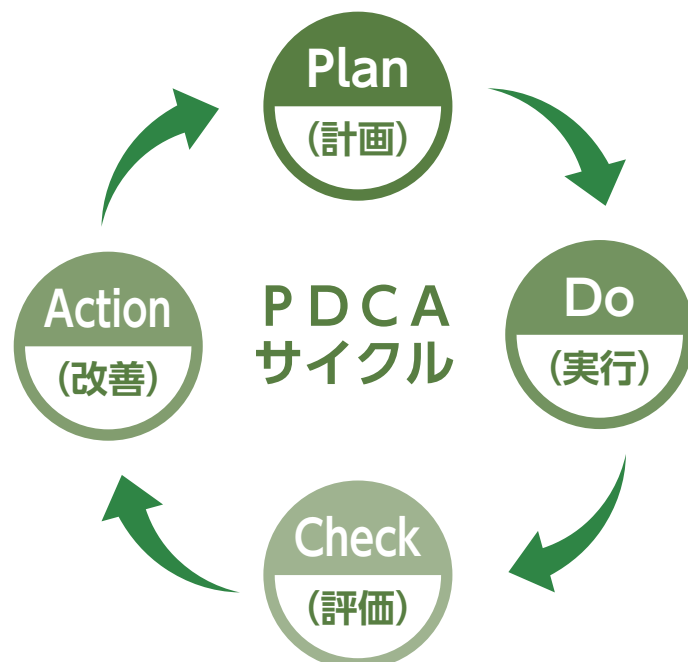 Plan
(計画)
Do
(実行)
Check
(評価)
Action
(改善)
PDCA
サイクル